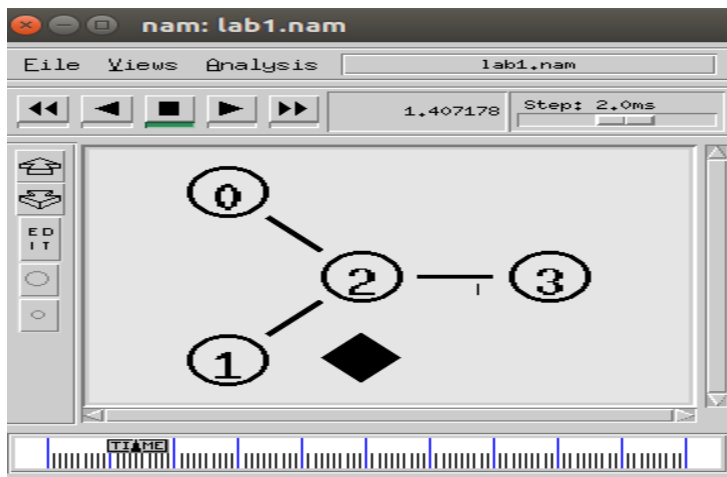 nam: lab1.nam
File Views Analysis lab1.nam
1.407178 Step: 2.0ms
ED
IT
0
2 3
1
TIME